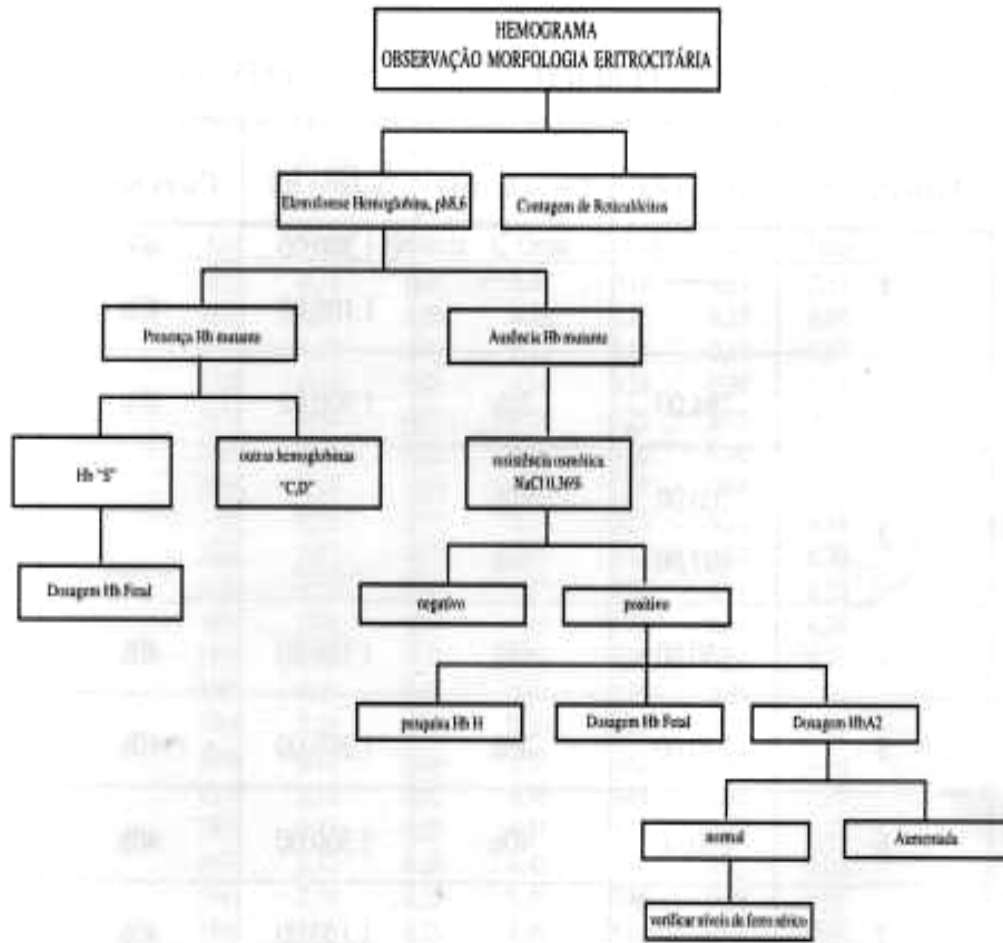 HEMOGRAMA
OBSERVAÇÃO MORFOLOGIA ERITROCITÁRIA
Eletroforese Hemoglobina, ph8.6
Contagem de Reticulócitos
Presença Hb mutante
Ausência Hb mutante
Hb "S"
outras hemoglobinas
"C,D"
resistência osmótica
NaCl 0,36%
Dosagem Hb Fetal
negativo
positivo
pesquisa Hb H
Dosagem Hb Fetal
Dosagem HbA2
normal
Aumentada
verificar níveis de ferro sérico